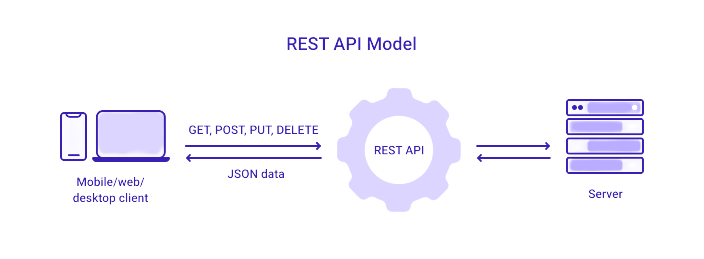 REST API Model
GET, POST, PUT, DELETE
REST API
JSON data
Mobile/web/
desktop client
Server